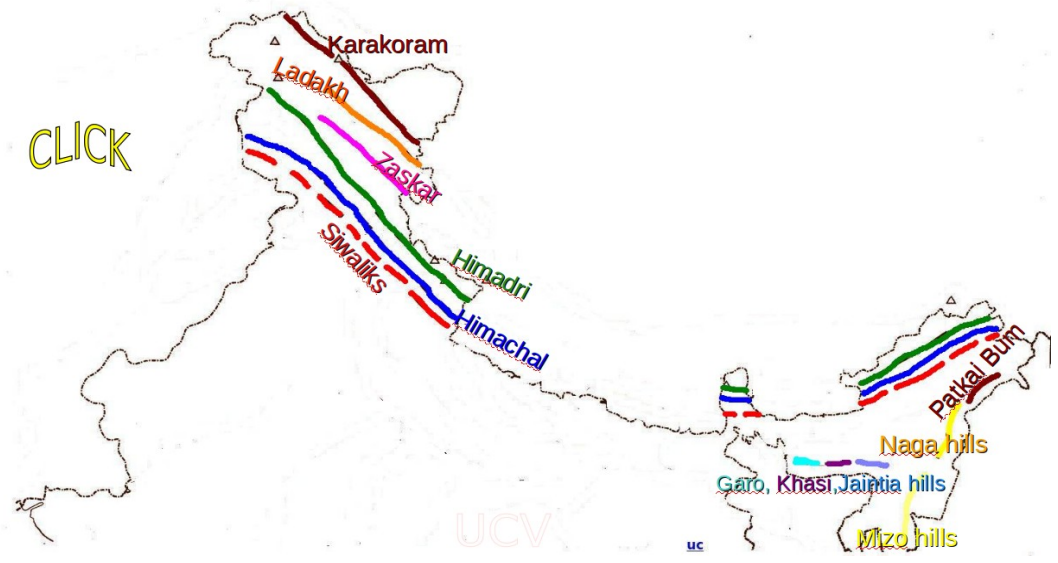 Karakoram
Ladakh
CLICK
Zaskar
Siwaliks
Himadri
Himachal
Patkai Bum
Naga hills
Garo, Khasi,Jaintia hills
UCV
uc
Mizo hills